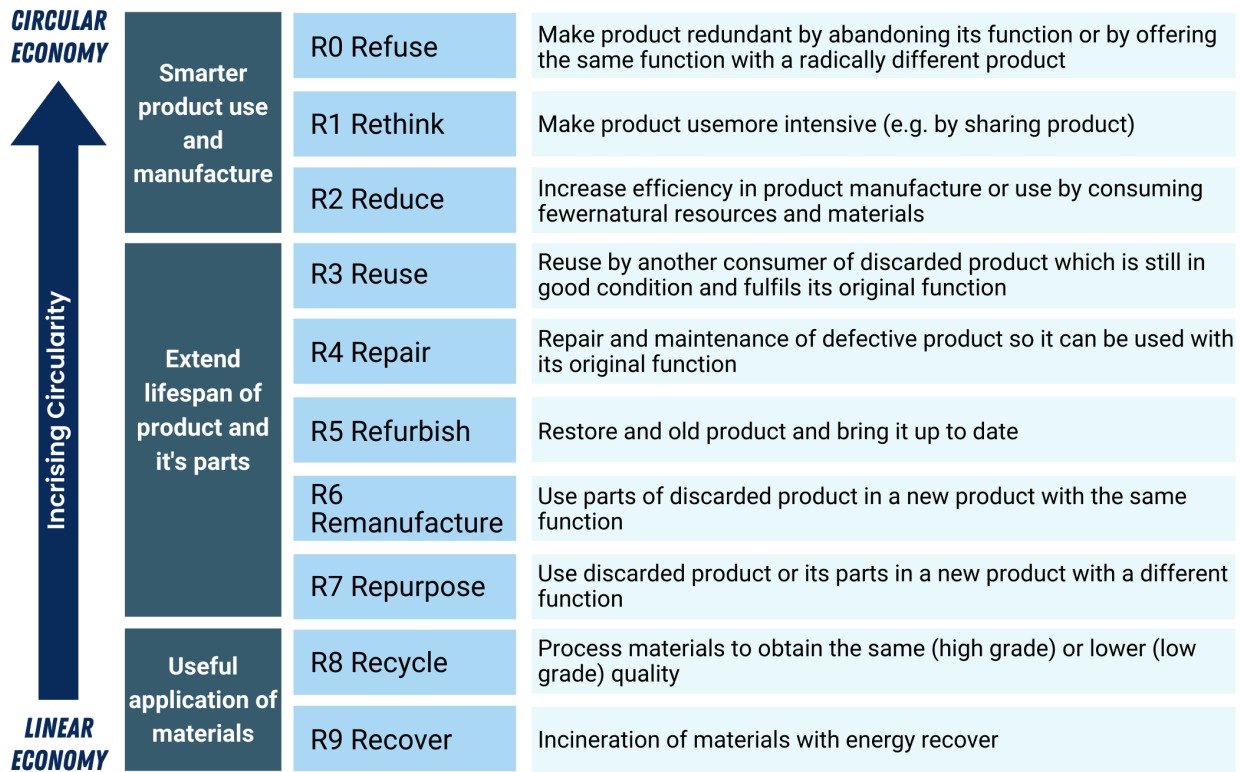 CIRCULAR
ECONOMY
Incrising Circularity
LINEAR
ECONOMY
Smarter
product use
and
manufacture
R0 Refuse
Make product redundant by abandoning its function or by offering
the same function with a radically different product
R1 Rethink
Make product usemore intensive (e.g. by sharing product)
R2 Reduce
Increase efficiency in product manufacture or use by consuming
fewernatural resources and materials
Extend
lifespan of
product and
it's parts
R3 Reuse
Reuse by another consumer of discarded product which is still in
good condition and fulfils its original function
R4 Repair
Repair and maintenance of defective product so it can be used with
its original function
R5 Refurbish
Restore and old product and bring it up to date
R6
Remanufacture
Use parts of discarded product in a new product with the same
function
R7 Repurpose
Use discarded product or its parts in a new product with a different
function
Useful
application of
materials
R8 Recycle
Process materials to obtain the same (high grade) or lower (low
grade) quality
R9 Recover
Incineration of materials with energy recover